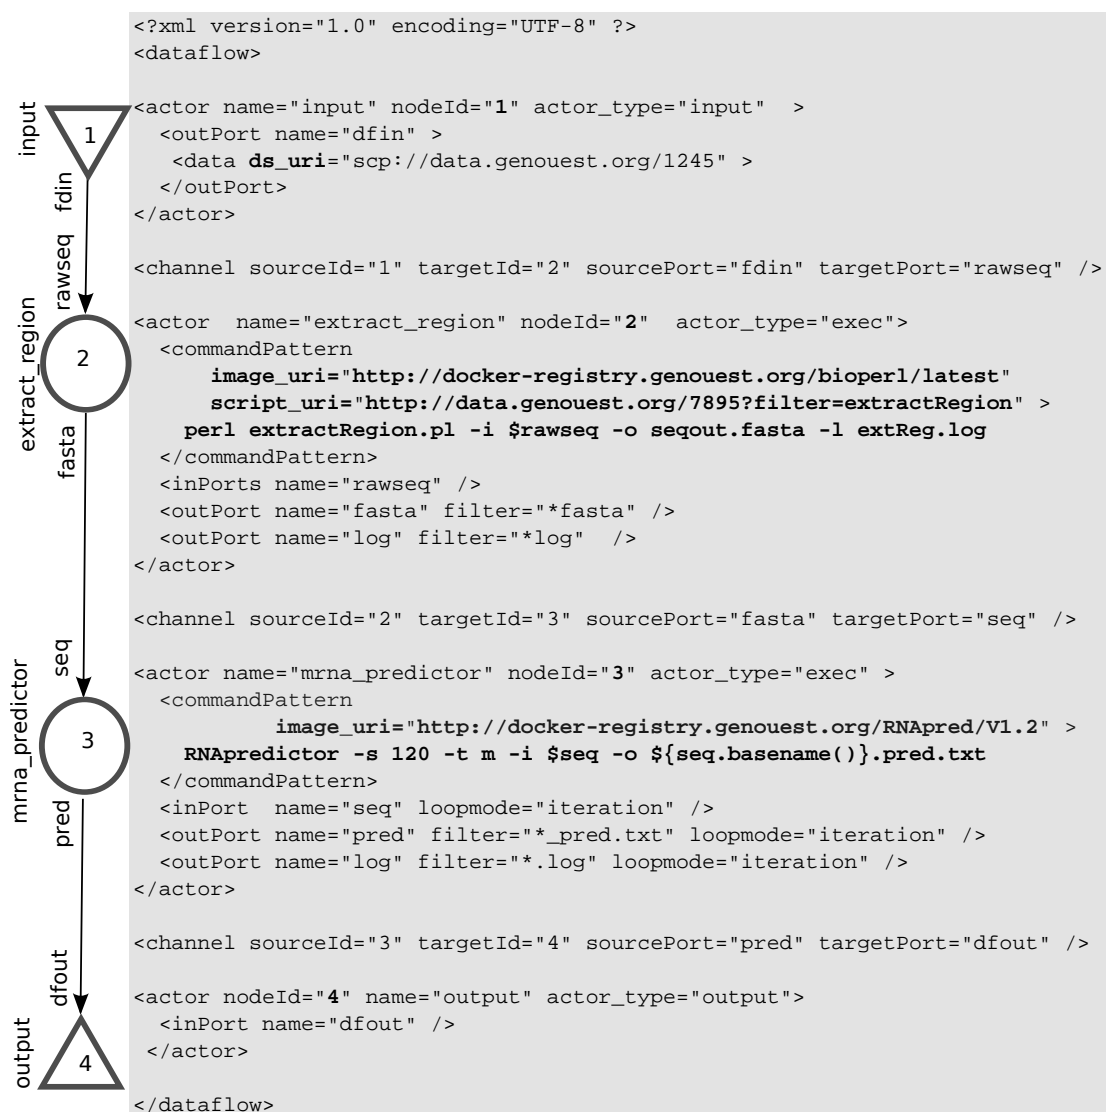 <?xml version="1.0" encoding="UTF-8" ?>
<dataflow>
<actor name="input" nodeId="1" actor_type="input"  >
  <outPort name="dfin" >
   <data ds_uri="scp://data.genouest.org/1245" >
  </outPort>
</actor>
<channel sourceId="1" targetId="2" sourcePort="fdin" targetPort="rawseq" />
<actor  name="extract_region" nodeId="2"  actor_type="exec">
  <commandPattern
      image_uri="http://docker-registry.genouest.org/bioperl/latest"
      script_uri="http://data.genouest.org/7895?filter=extractRegion" >
    perl extractRegion.pl -i $rawseq -o seqout.fasta -l extReg.log
  </commandPattern>
  <inPorts name="rawseq" />
  <outPort name="fasta" filter="*fasta" />
  <outPort name="log" filter="*log"  />
</actor>
<channel sourceId="2" targetId="3" sourcePort="fasta" targetPort="seq" />
<actor name="mrna_predictor" nodeId="3" actor_type="exec" >
  <commandPattern
           image_uri="http://docker-registry.genouest.org/RNApred/V1.2" >
    RNApredictor -s 120 -t m -i $seq -o ${seq.basename()}.pred.txt
  </commandPattern>
  <inPort  name="seq" loopmode="iteration" />
  <outPort name="pred" filter="*_pred.txt" loopmode="iteration" />
  <outPort name="log" filter="*.log" loopmode="iteration" />
</actor>
<channel sourceId="3" targetId="4" sourcePort="pred" targetPort="dfout" />
<actor nodeId="4" name="output" actor_type="output">
  <inPort name="dfout" />
 </actor>
</dataflow>
input
1
fdin
rawseq
extract_region
2
fasta
seq
mrna_predictor
3
pred
dfout
output
4